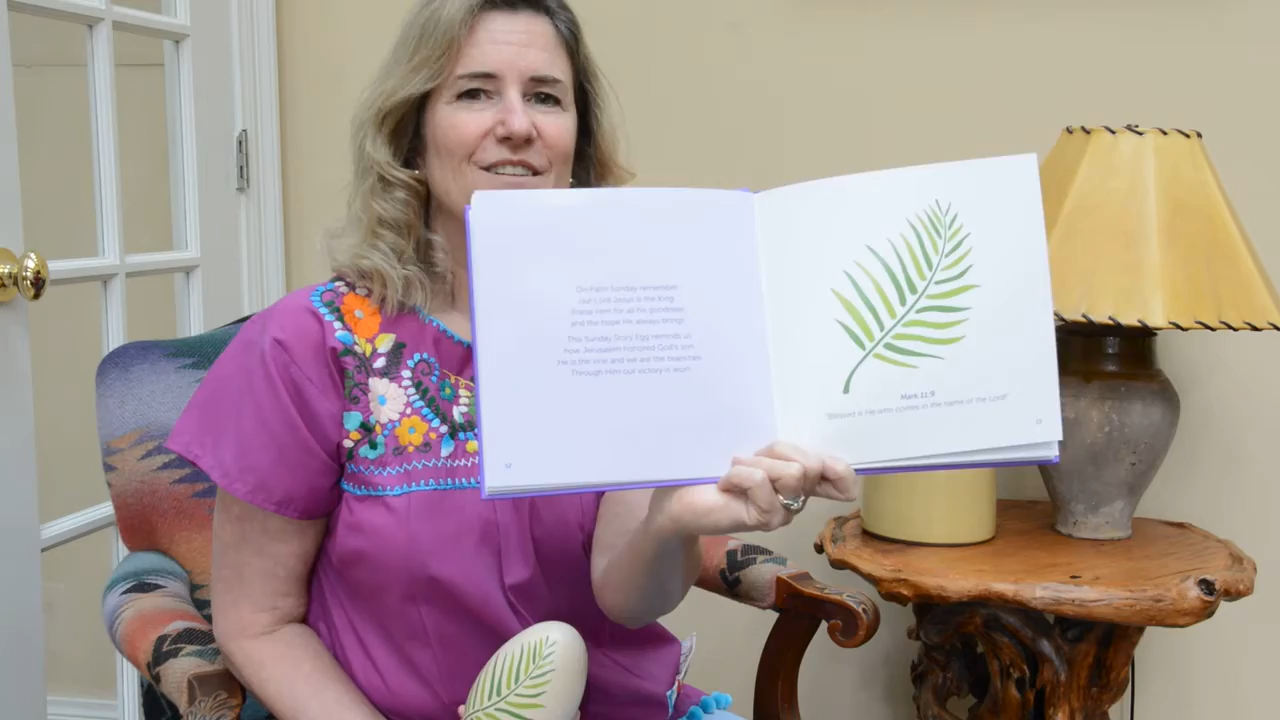 On Palm Sunday remember
our Lord Jesus is the King
Praise Him for all his goodness
and the hope He always brings.
This Sunday Story Egg reminds us
how Jerusalem honored God's son.
He is the vine and we are the branches
Through Him our victory is won!
12
Mark 11:9
"Blessed is He who comes in the name of the Lord!"
13